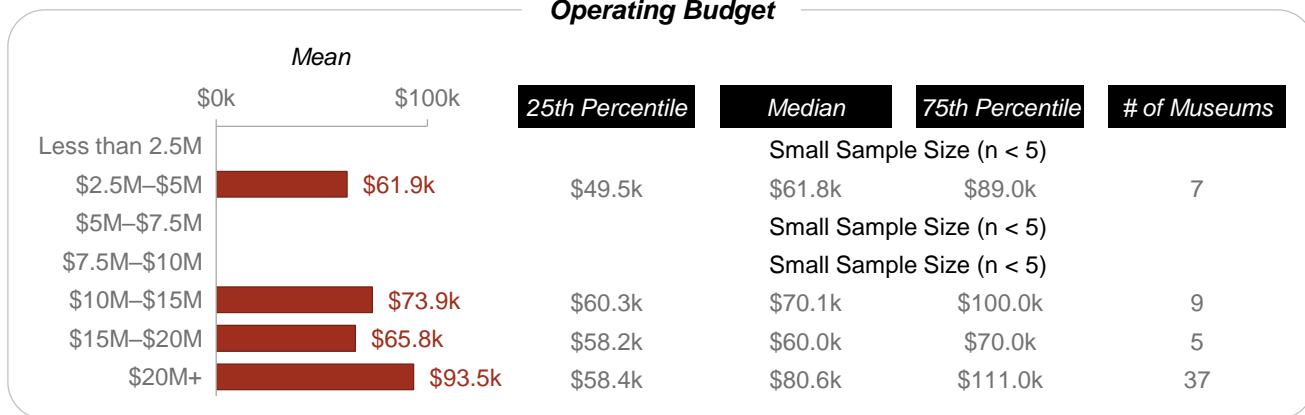 Operating Budget
Mean
$0k $100k 25th Percentile Median 75th Percentile # of Museums
Less than 2.5M Small Sample Size (n < 5)
$2.5M–$5M $61.9k $49.5k $61.8k $89.0k 7
$5M–$7.5M Small Sample Size (n < 5)
$7.5M–$10M Small Sample Size (n < 5)
$10M–$15M $73.9k $60.3k $70.1k $100.0k 9
$15M–$20M $65.8k $58.2k $60.0k $70.0k 5
$20M+ $93.5k $58.4k $80.6k $111.0k 37